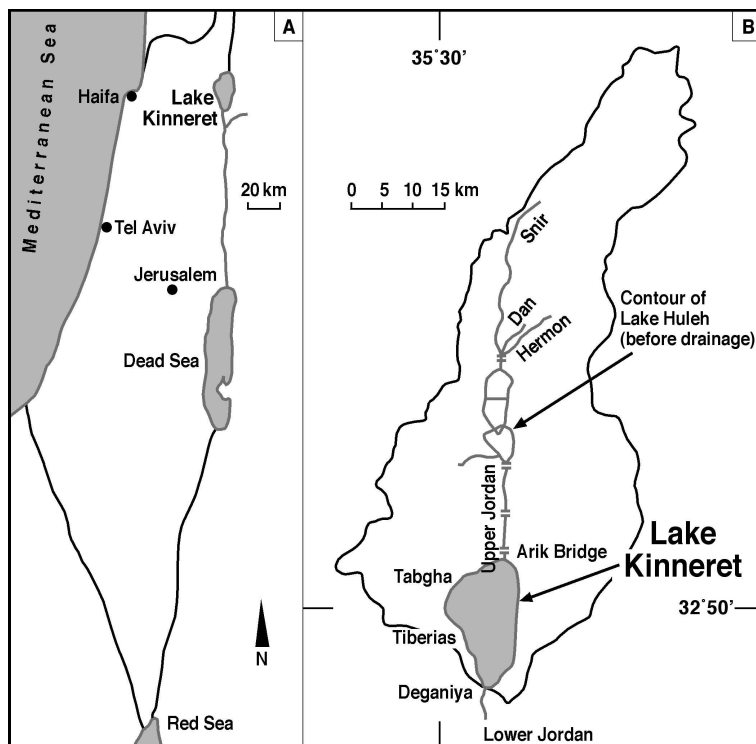 A
Mediterranean Sea
Haifa
Lake
Kinneret
20 km
Tel Aviv
Jerusalem
Dead Sea
N
Red Sea
B
35˚30′
0 5 10 15 km
Snir
Dan
Hermon
Contour of
Lake Huleh
(before drainage)
Upper Jordan
Arik Bridge
Lake
Kinneret
Tabgha
32˚50′
Tiberias
Deganiya
Lower Jordan